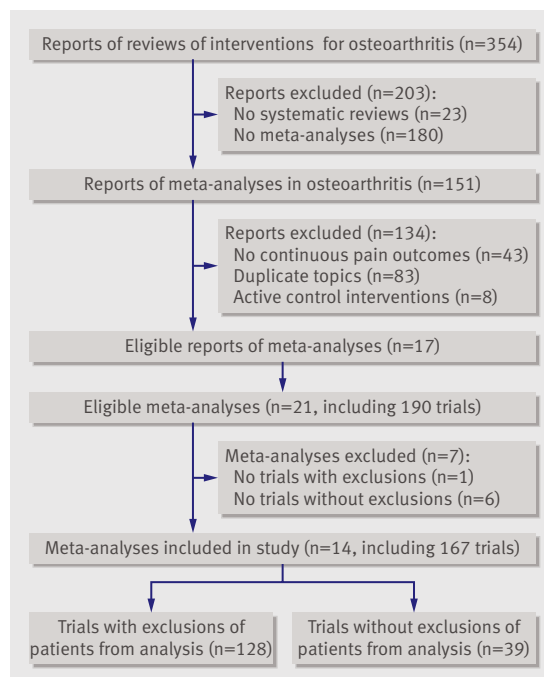 Reports of reviews of interventions for osteoarthritis (n=354)
Reports excluded (n=203):
No systematic reviews (n=23)
No meta-analyses (n=180)
Reports of meta-analyses in osteoarthritis (n=151)
Reports excluded (n=134):
No continuous pain outcomes (n=43)
Duplicate topics (n=83)
Active control interventions (n=8)
Eligible reports of meta-analyses (n=17)
Eligible meta-analyses (n=21, including 190 trials)
Meta-analyses excluded (n=7):
No trials with exclusions (n=1)
No trials without exclusions (n=6)
Meta-analyses included in study (n=14, including 167 trials)
Trials with exclusions of
patients from analysis (n=128)
Trials without exclusions of
patients from analysis (n=39)